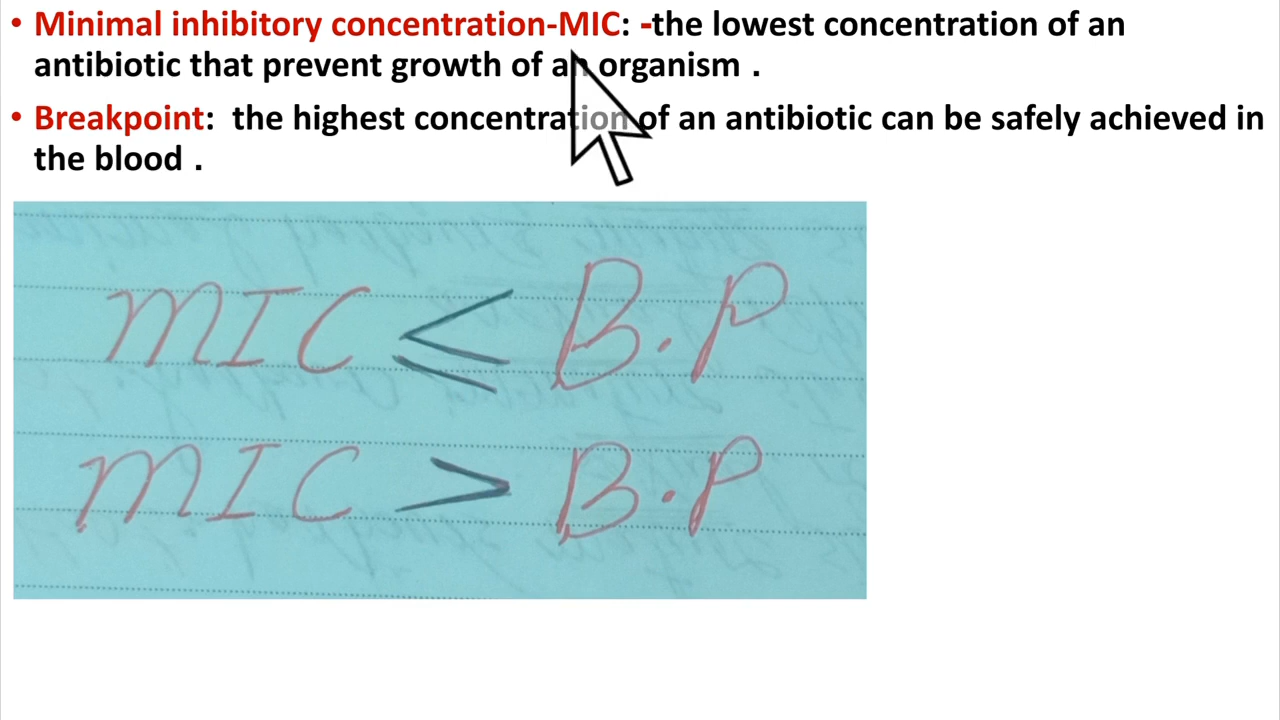 • Minimal inhibitory concentration-MIC: -the lowest concentration of an
antibiotic that prevent growth of an organism .
• Breakpoint: the highest concentration of an antibiotic can be safely achieved in
the blood .
MIC ≤ B.P
MIC > B.P